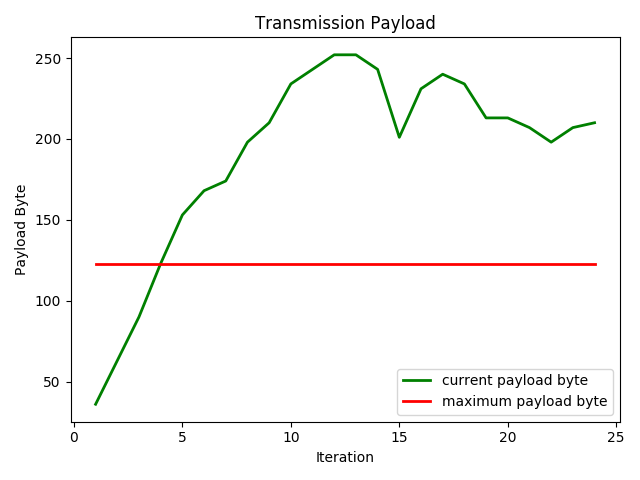 Transmission Payload
250
200
150
100
50
Payload Byte
0
5
10
15
20
25
Iteration
current payload byte
maximum payload byte